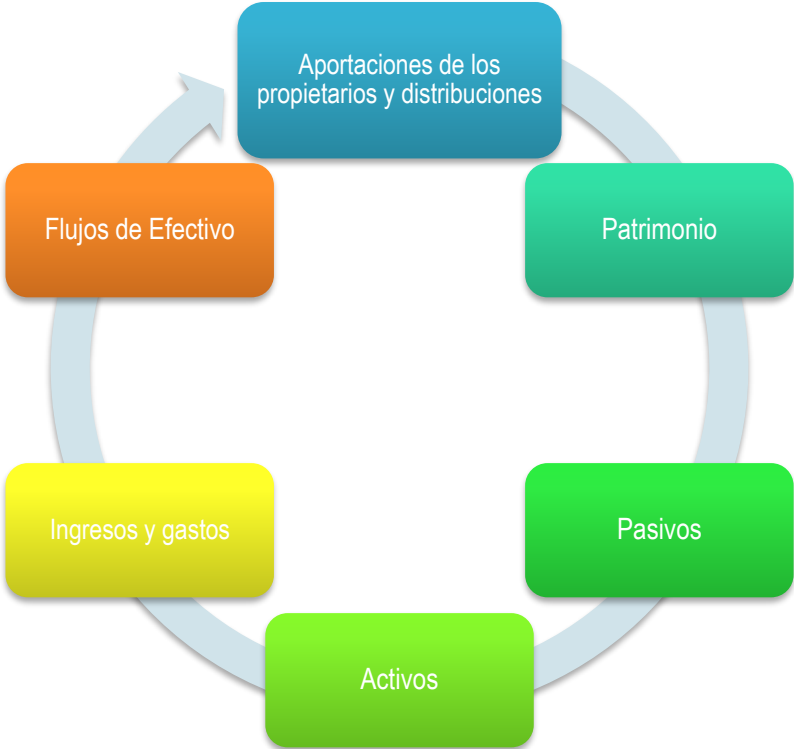 Aportaciones de los
propietarios y distribuciones
Patrimonio
Pasivos
Activos
Ingresos y gastos
Flujos de Efectivo